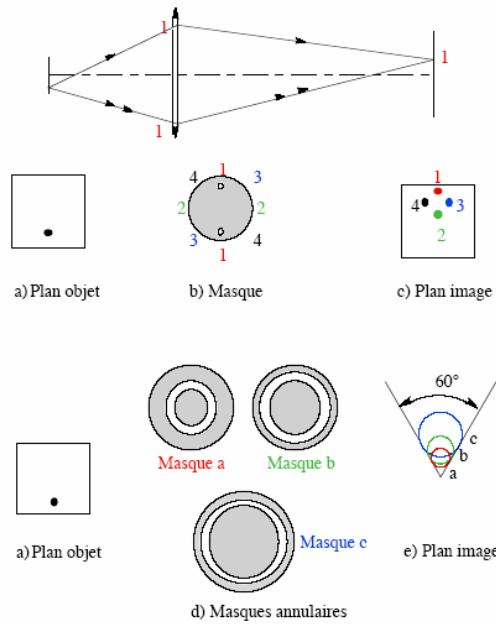 1
1
1
1
4
3
1
2
2
3
4
1
4
3
2
a) Plan objet
b) Masque
c) Plan image
60°
c
b
a
Masque a
Masque b
Masque c
a) Plan objet
e) Plan image
d) Masques annulaires